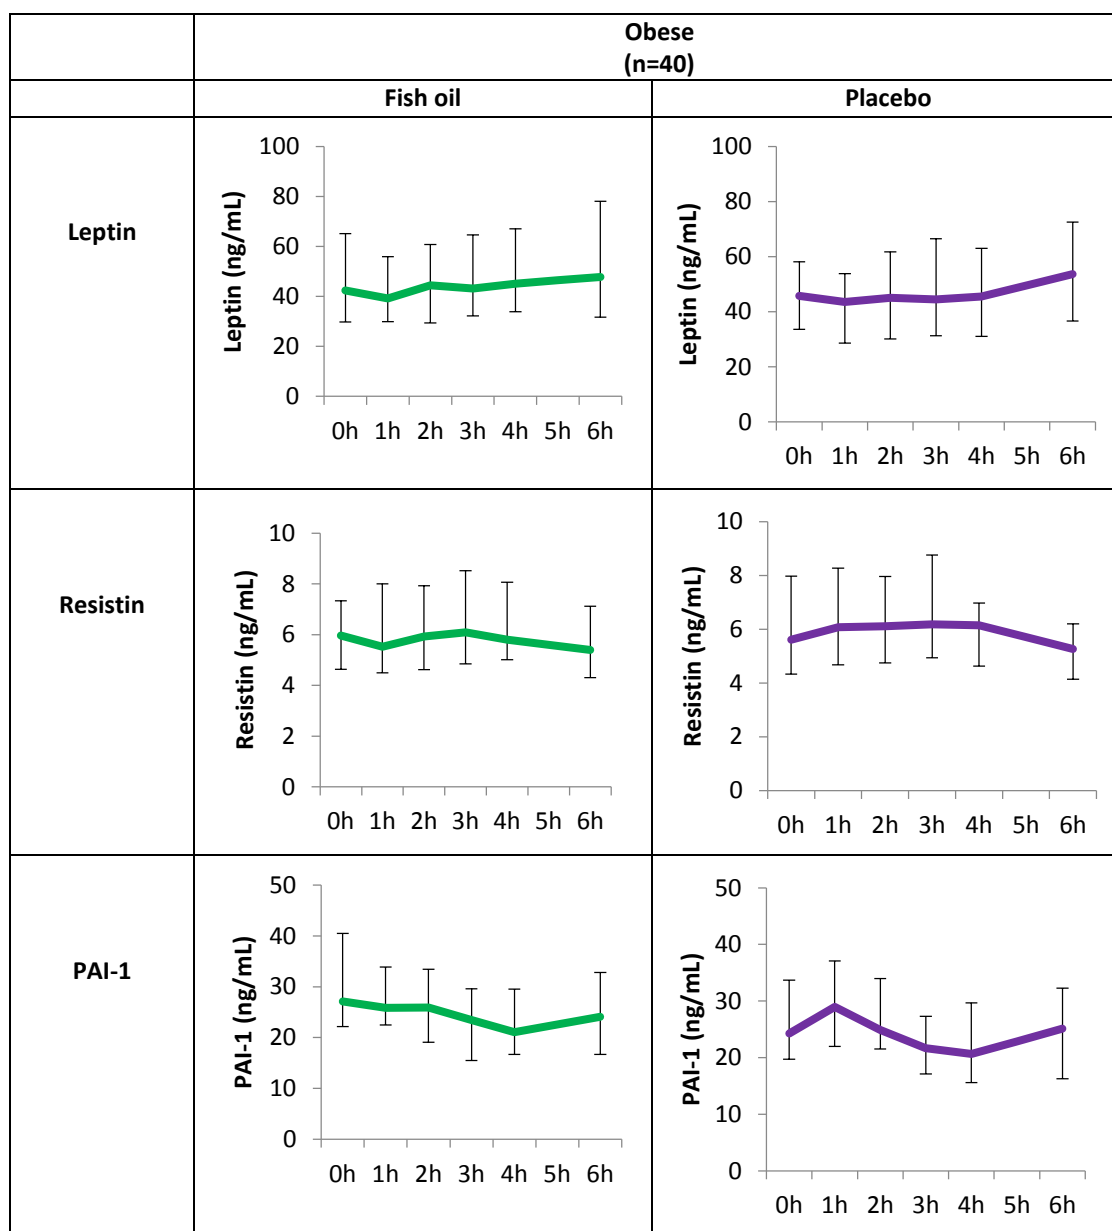 Obese
(n=40)
Fish oil
Placebo
Leptin
Leptin (ng/mL)
100
80
60
40
20
0
0h 1h 2h 3h 4h 5h 6h
Leptin (ng/mL)
100
80
60
40
20
0
0h 1h 2h 3h 4h 5h 6h
Resistin
Resistin (ng/mL)
10
8
6
4
2
0
0h 1h 2h 3h 4h 5h 6h
Resistin (ng/mL)
10
8
6
4
2
0
0h 1h 2h 3h 4h 5h 6h
PAI-1
PAI-1 (ng/mL)
50
40
30
20
10
0
0h 1h 2h 3h 4h 5h 6h
PAI-1 (ng/mL)
50
40
30
20
10
0
0h 1h 2h 3h 4h 5h 6h